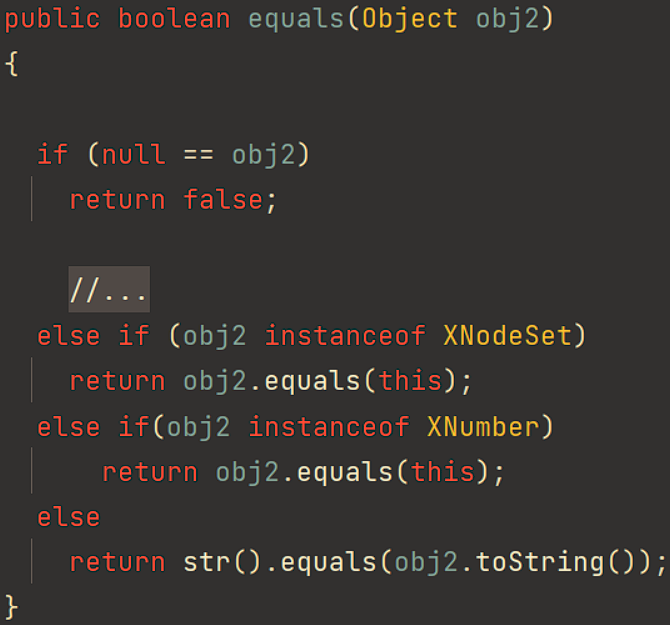 public boolean equals(Object obj2)
{
if (null == obj2)
return false;
//...
else if (obj2 instanceof XNodeSet)
return obj2.equals(this);
else if(obj2 instanceof XNumber)
return obj2.equals(this);
else
return str().equals(obj2.toString());
}